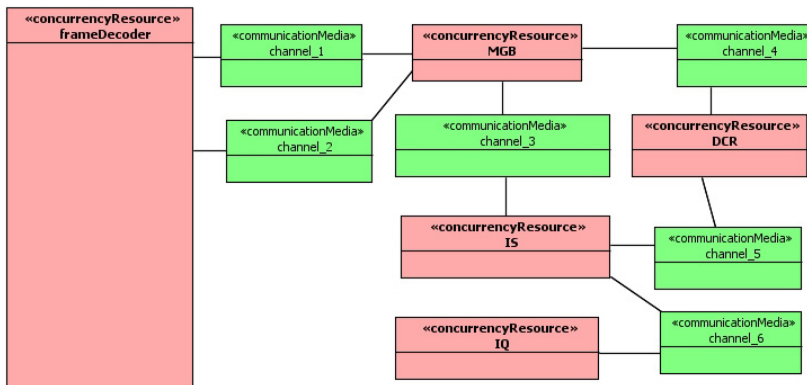 «concurrencyResource»
frameDecoder
«communicationMedia»
channel_1
«concurrencyResource»
MGB
«communicationMedia»
channel_4
«communicationMedia»
channel_2
«communicationMedia»
channel_3
«concurrencyResource»
DCR
«concurrencyResource»
IS
«communicationMedia»
channel_5
«concurrencyResource»
IQ
«communicationMedia»
channel_6